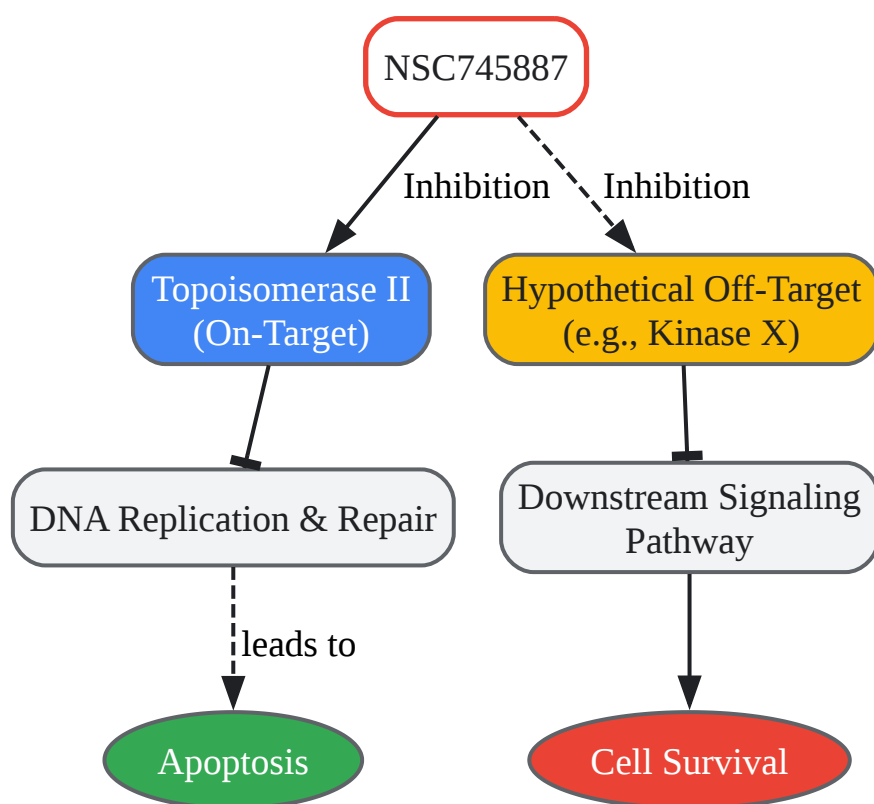 NSC745887
Inhibition
Inhibition
Topoisomerase II
(On-Target)
Hypothetical Off-Target
(e.g., Kinase X)
DNA Replication & Repair
Downstream Signaling
Pathway
leads to
Apoptosis
Cell Survival